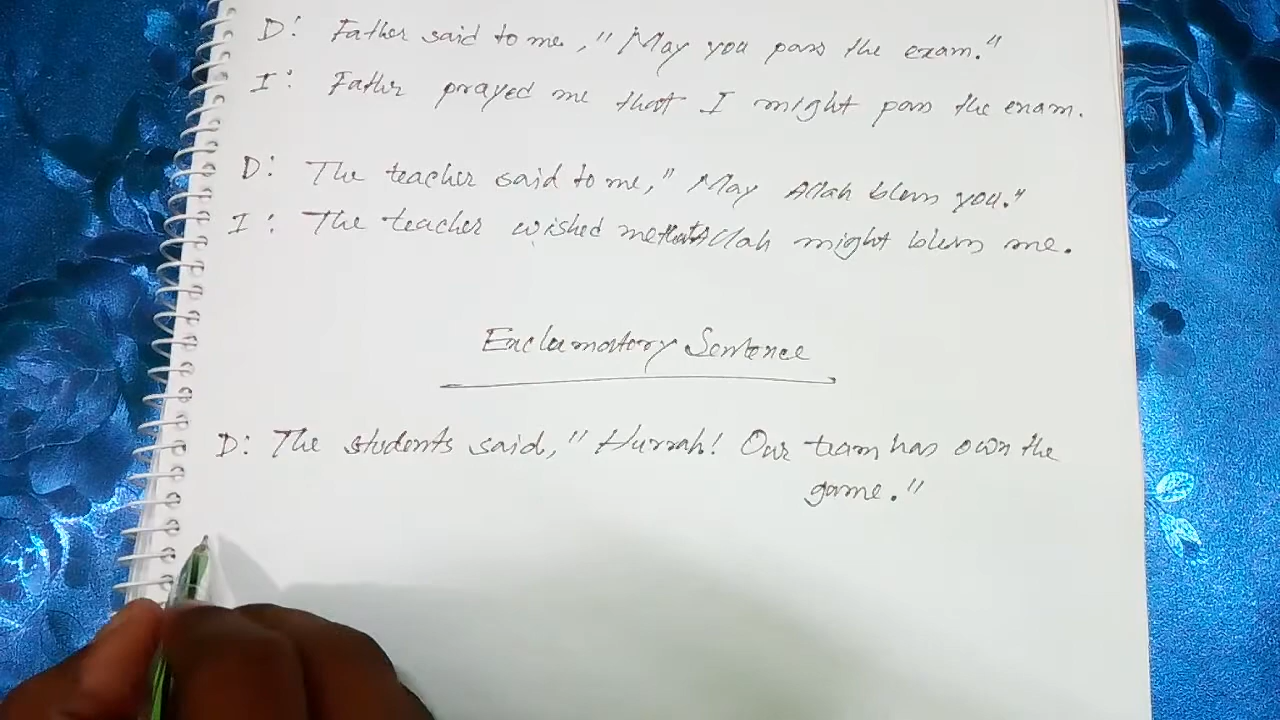 D: Father said to me, "May you pass the exam."
I: Father prayed me that I might pass the exam.
D: The teacher said to me," May Allah bless you."
I: The teacher wished me that Allah might bless me.
Exclamatory Sentence
D: The students said, "Hurrah! Our team has own the
game."